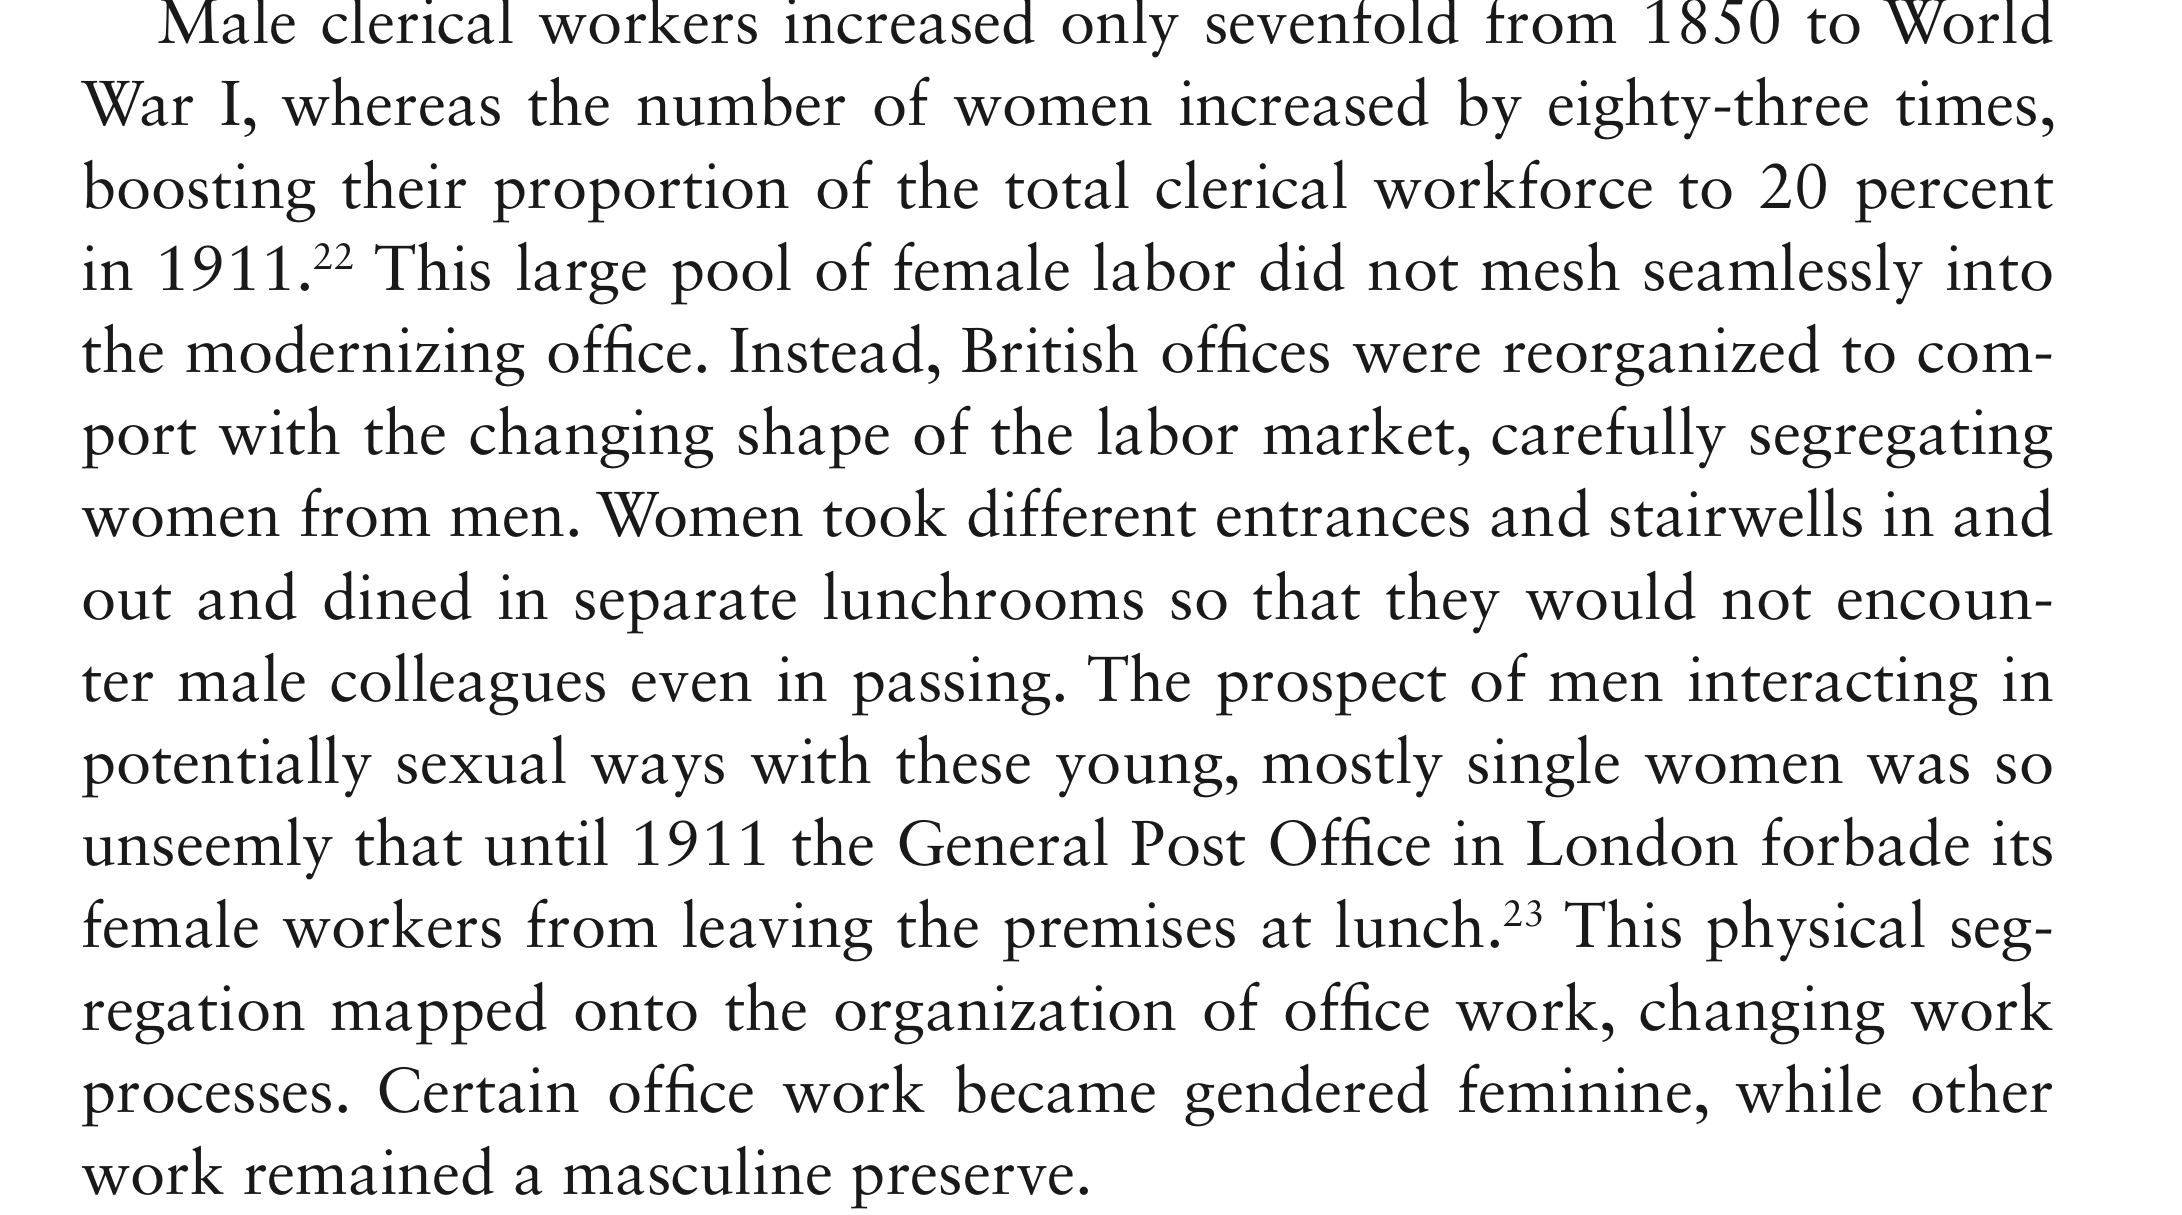 Male clerical workers increased only sevenfold from 1850 to World
War I, whereas the number of women increased by eighty-three times,
boosting their proportion of the total clerical workforce to 20 percent
in 1911.22 This large pool of female labor did not mesh seamlessly into
the modernizing office. Instead, British offices were reorganized to com-
port with the changing shape of the labor market, carefully segregating
women from men. Women took different entrances and stairwells in and
out and dined in separate lunchrooms so that they would not encoun-
ter male colleagues even in passing. The prospect of men interacting in
potentially sexual ways with these young, mostly single women was so
unseemly that until 1911 the General Post Office in London forbade its
female workers from leaving the premises at lunch.23 This physical seg-
regation mapped onto the organization of office work, changing work
processes. Certain office work became gendered feminine, while other
work remained a masculine preserve.